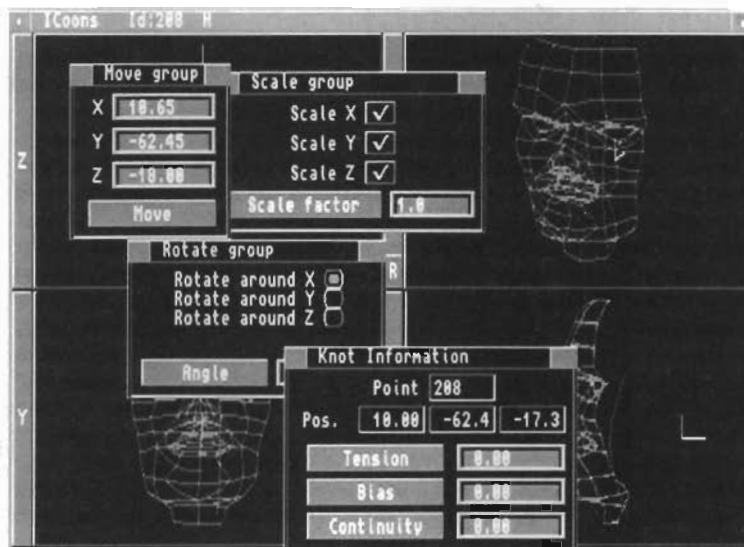 ICoons Id:208 H
Move group
X 10.65
Y -62.45
Z -18.00
Move
Scale group
Scale X
Scale Y
Scale Z
Scale factor 1.0
Z
R
Rotate group
Rotate around X
Rotate around Y
Rotate around Z
Angle
Y
Knot Information
Point 208
Pos. 10.00 -62.4 -17.3
Tension 0.00
Bias 0.00
Continuity 0.00